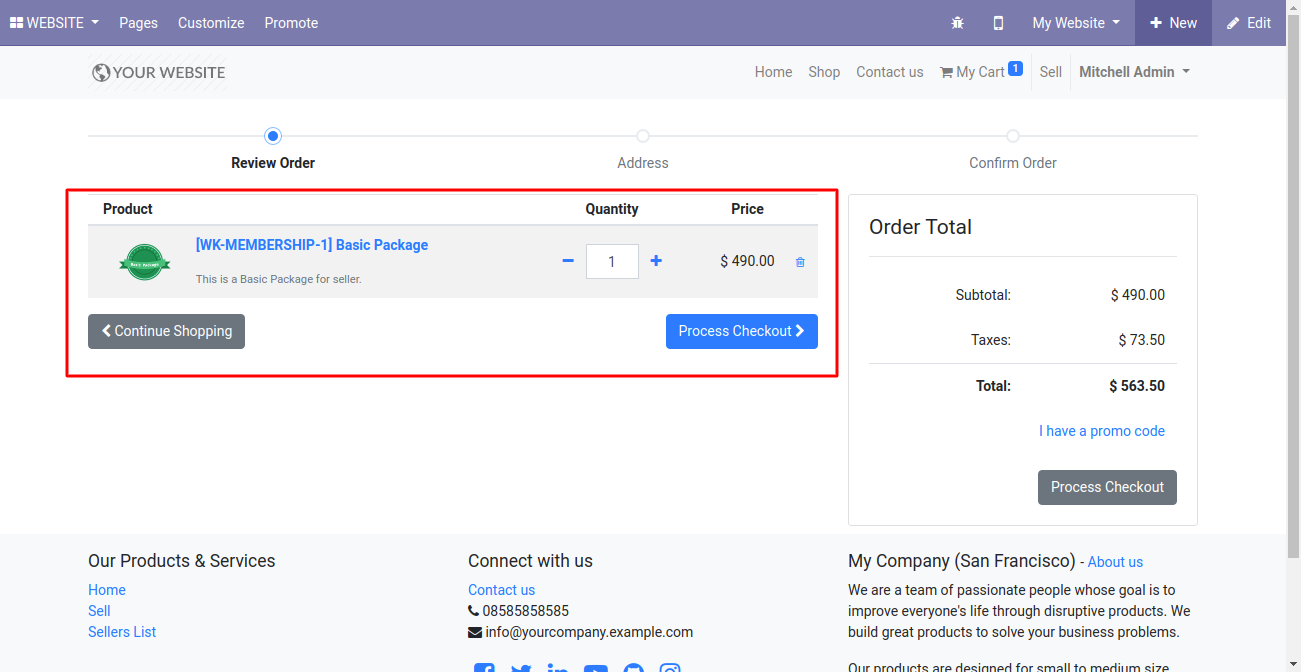 WEBSITE Pages Customize Promote My Website New Edit
YOUR WEBSITE Home Shop Contact us My Cart 1 Sell Mitchell Admin
Review Order Address Confirm Order
Product Quantity Price
[WK-MEMBERSHIP-1] Basic Package
This is a Basic Package for seller.
1 $ 490.00
Continue Shopping Process Checkout
Order Total
Subtotal: $ 490.00
Taxes: $ 73.50
Total: $ 563.50
I have a promo code
Process Checkout
Our Products & Services
Home
Sell
Sellers List
Connect with us
Contact us
08585858585
info@yourcompany.example.com
My Company (San Francisco) - About us
We are a team of passionate people whose goal is to
improve everyone's life through disruptive products. We
build great products to solve your business problems.
Our products are designed for small to medium size